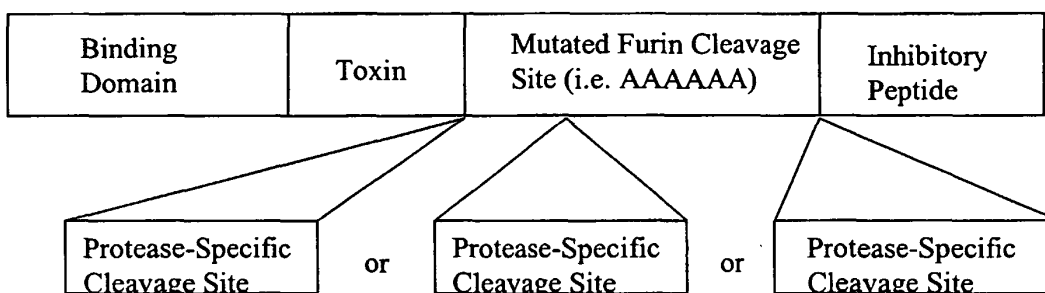 Binding
Domain
Toxin
Mutated Furin Cleavage
Site (i.e. AAAAAA)
Inhibitory
Peptide
Protease-Specific
Cleavage Site
or
Protease-Specific
Cleavage Site
or
Protease-Specific
Cleavage Site